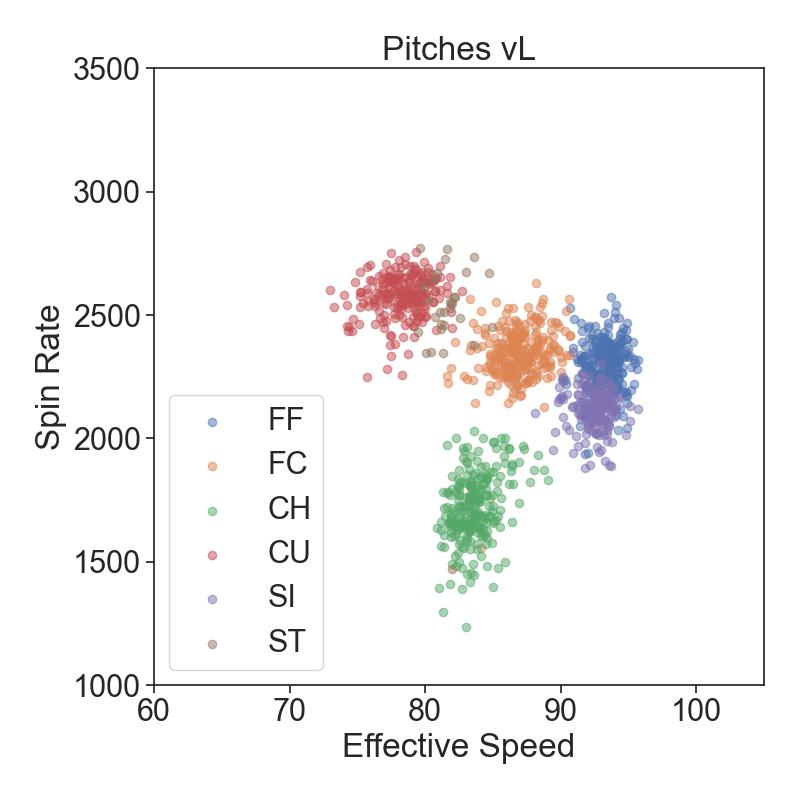 Pitches vL
3500
3000
2500
2000
1500
1000
Spin Rate
FF
FC
CH
CU
SI
ST
60
70
80
90
100
Effective Speed